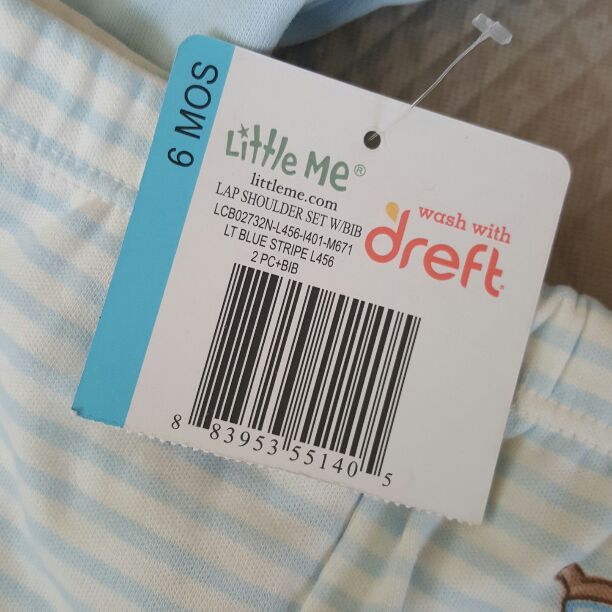 6 MOS
Little Me®
littleme.com
LAP SHOULDER SET W/BIB
LCB02732N-L456-I401-M671
LT BLUE STRIPE L456
2 PC+BIB
wash with
dreft.
8 83953 55140 5